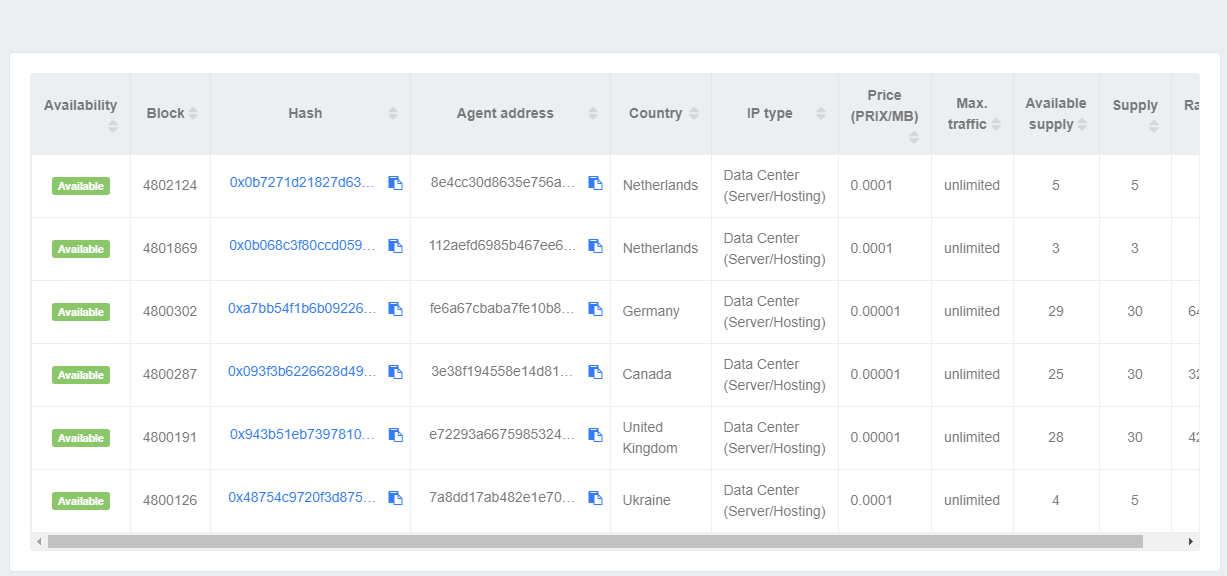 Availability Block Hash Agent address Country IP type Price (PRIX/MB) Max. traffic Available supply Supply Ra
Available 4802124 0x0b7271d21827d63... 8e4cc30d8635e756a... Netherlands Data Center (Server/Hosting) 0.0001 unlimited 5 5
Available 4801869 0x0b068c3f80ccd059... 112aefd6985b467ee6... Netherlands Data Center (Server/Hosting) 0.0001 unlimited 3 3
Available 4800302 0xa7bb54f1b6b09226... fe6a67cbaba7fe10b8... Germany Data Center (Server/Hosting) 0.00001 unlimited 29 30 64
Available 4800287 0x093f3b6226628d49... 3e38f194558e14d81... Canada Data Center (Server/Hosting) 0.00001 unlimited 25 30 32
Available 4800191 0x943b51eb7397810... e72293a6675985324... United Kingdom Data Center (Server/Hosting) 0.00001 unlimited 28 30 42
Available 4800126 0x48754c9720f3d875... 7a8dd17ab482e1e70... Ukraine Data Center (Server/Hosting) 0.0001 unlimited 4 5